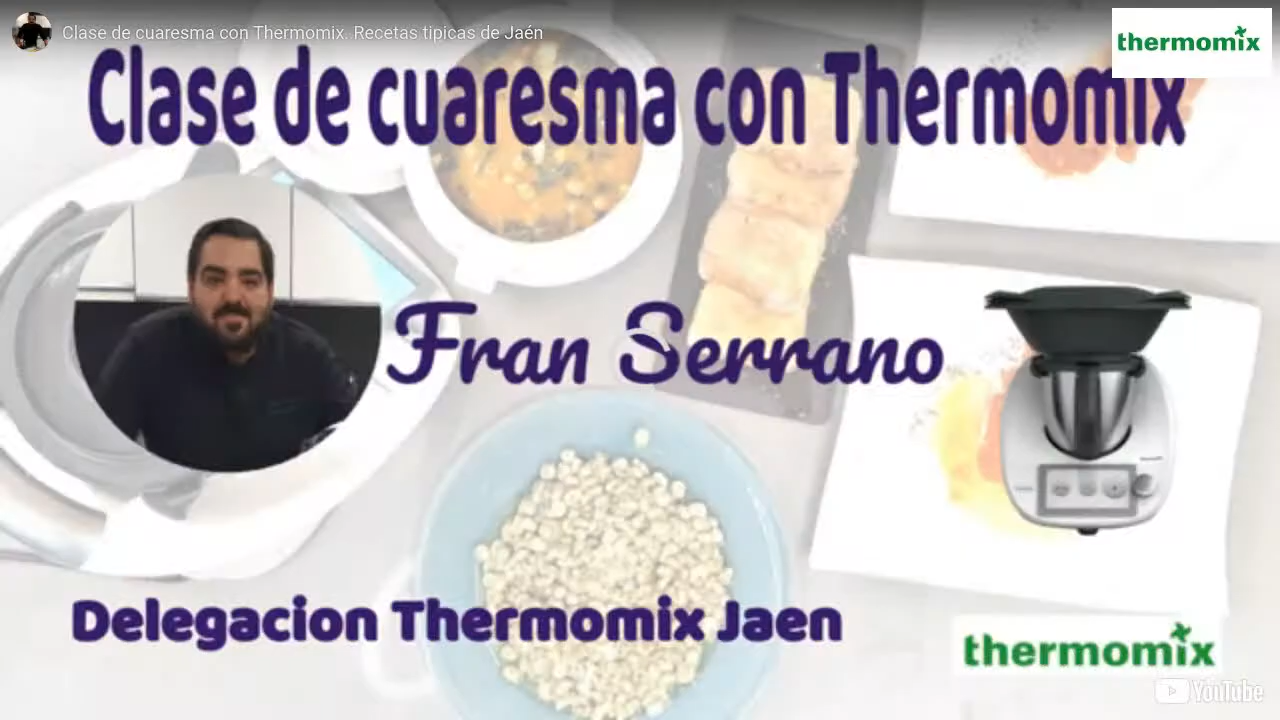 Clase de cuaresma con Thermomix. Recetas tipicas de Jaén
thermomix
Clase de cuaresma con Thermomix
Fran Serrano
Delegacion Thermomix Jaen
thermomix
YouTube